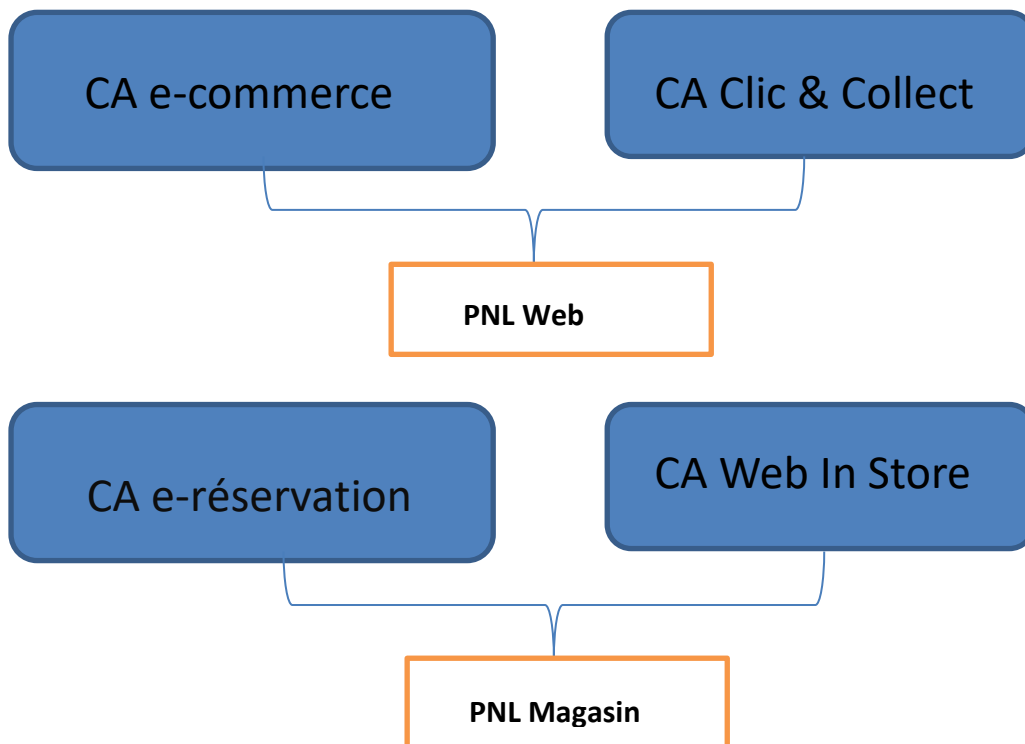 CA e-commerce
CA Clic & Collect
PNL Web
CA e-réservation
CA Web In Store
PNL Magasin